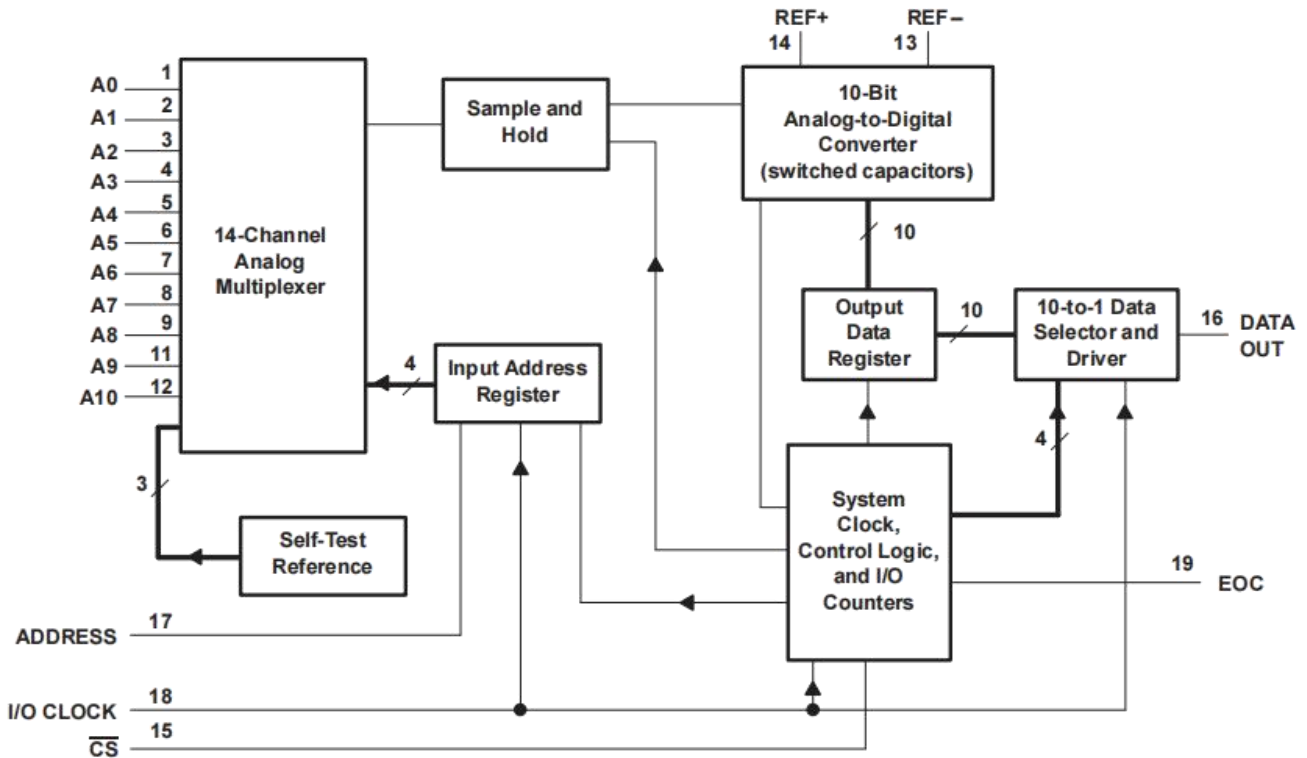 REF+
REF–
14
13
A0
1
A1
2
A2
3
A3
4
A4
5
A5
6
A6
7
A7
8
A8
9
A9
11
A10
12
14-Channel
Analog
Multiplexer
Sample and
Hold
10-Bit
Analog-to-Digital
Converter
(switched capacitors)
10
Output
Data
Register
10
10-to-1 Data
Selector and
Driver
16
DATA
OUT
4
Input Address
Register
4
3
Self-Test
Reference
System
Clock,
Control Logic,
and I/O
Counters
19
EOC
ADDRESS
17
I/O CLOCK
18
C̅S̅
15